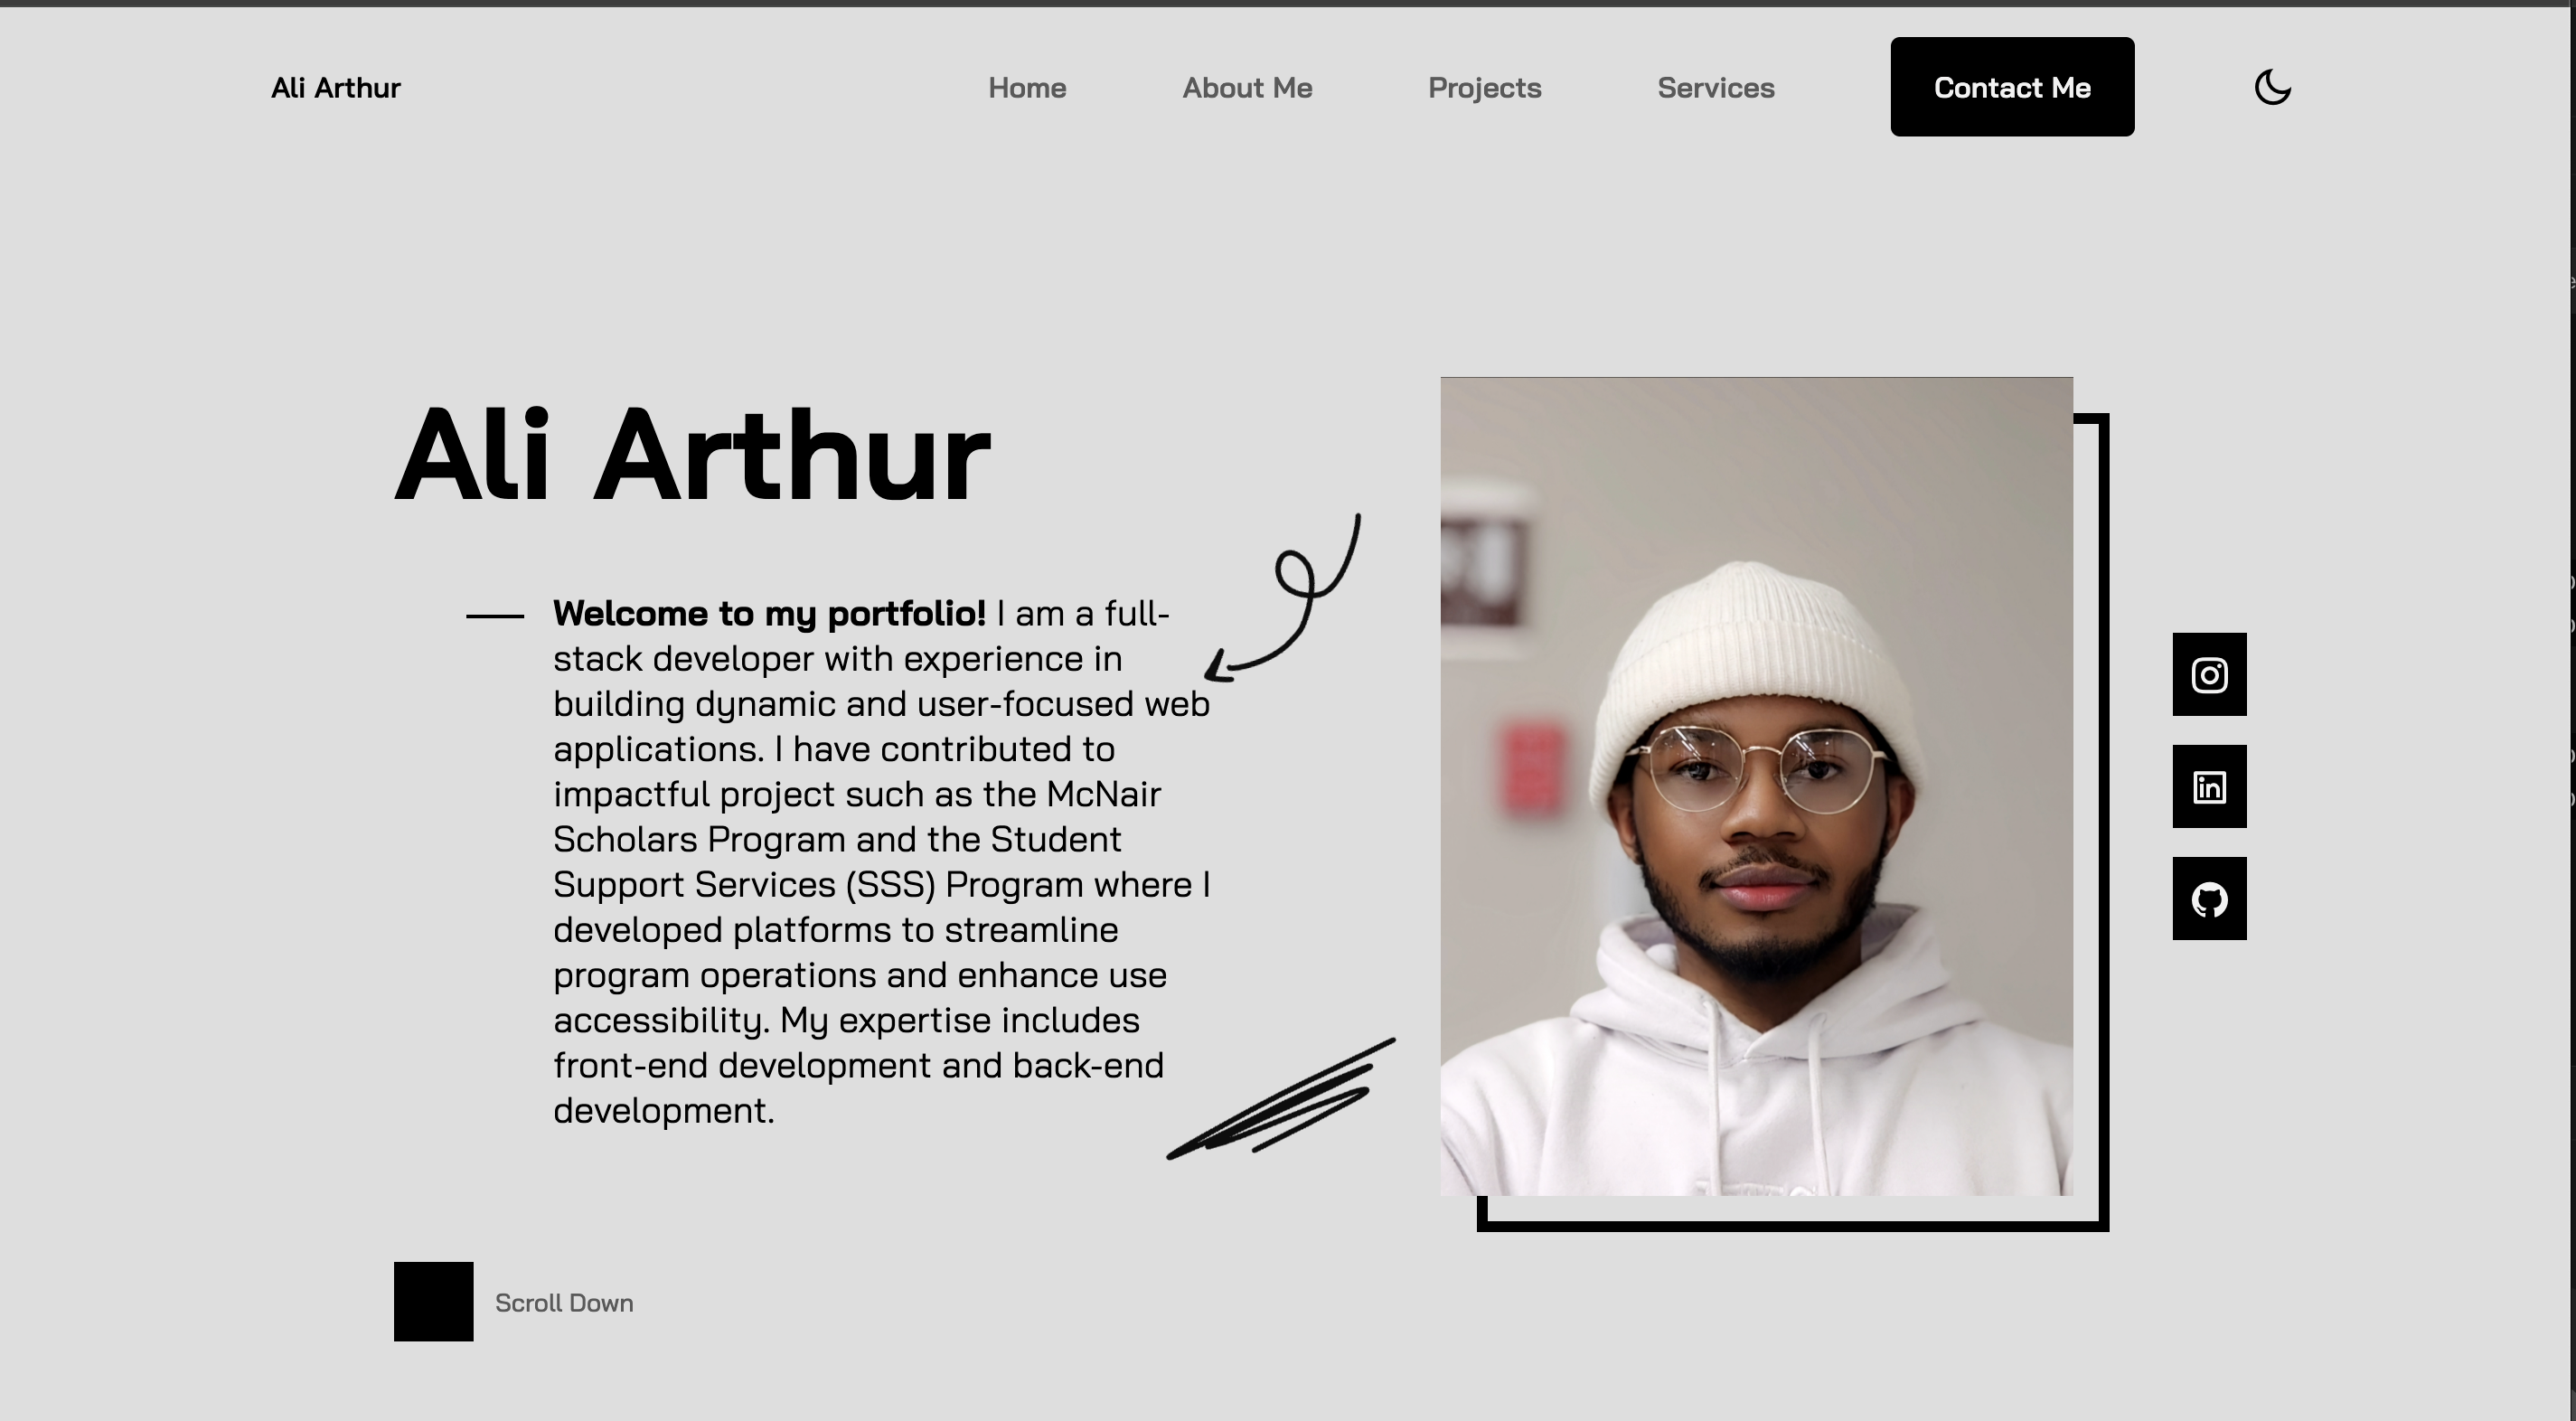 Ali Arthur
Home
About Me
Projects
Services
Contact Me
Ali Arthur
Welcome to my portfolio! I am a full-
stack developer with experience in
building dynamic and user-focused web
applications. I have contributed to
impactful project such as the McNair
Scholars Program and the Student
Support Services (SSS) Program where I
developed platforms to streamline
program operations and enhance use
accessibility. My expertise includes
front-end development and back-end
development.
in
Scroll Down